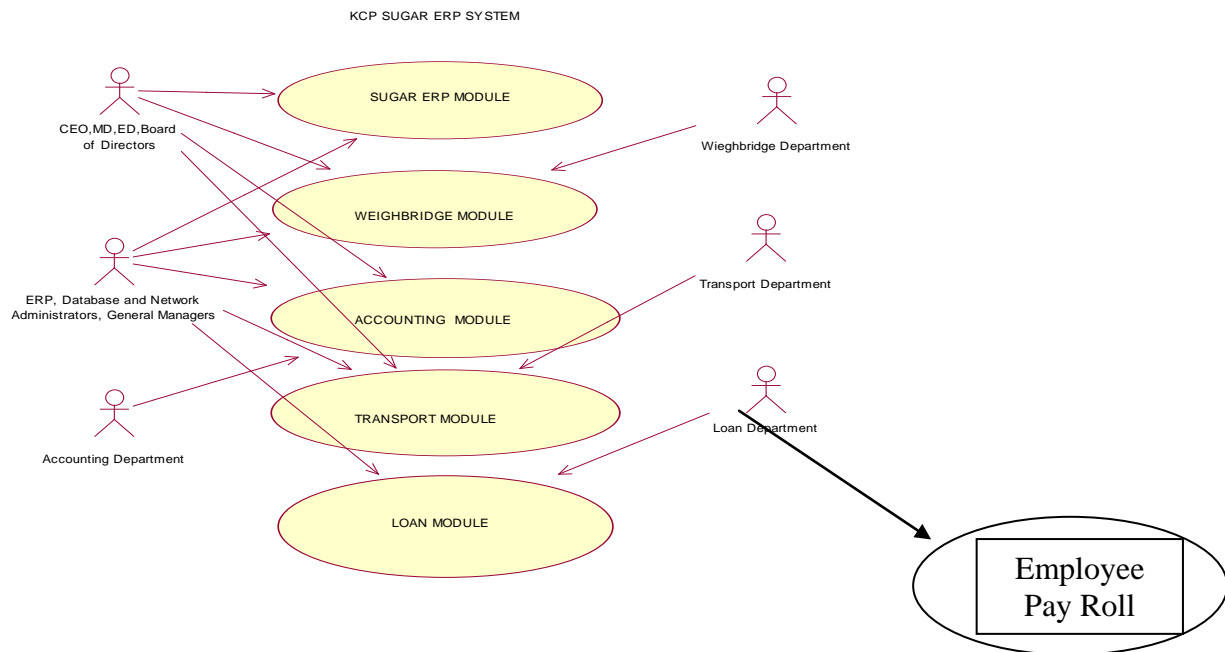 KCP SUGAR ERP SYSTEM
SUGAR ERP MODULE
CEO,MD,ED,Board
of Directors
Wieghbridge Department
WEIGHBRIDGE MODULE
ERP, Database and Network
Administrators, General Managers
Transport Department
ACCOUNTING MODULE
TRANSPORT MODULE
Loan Department
Accounting Department
LOAN MODULE
Employee
Pay Roll